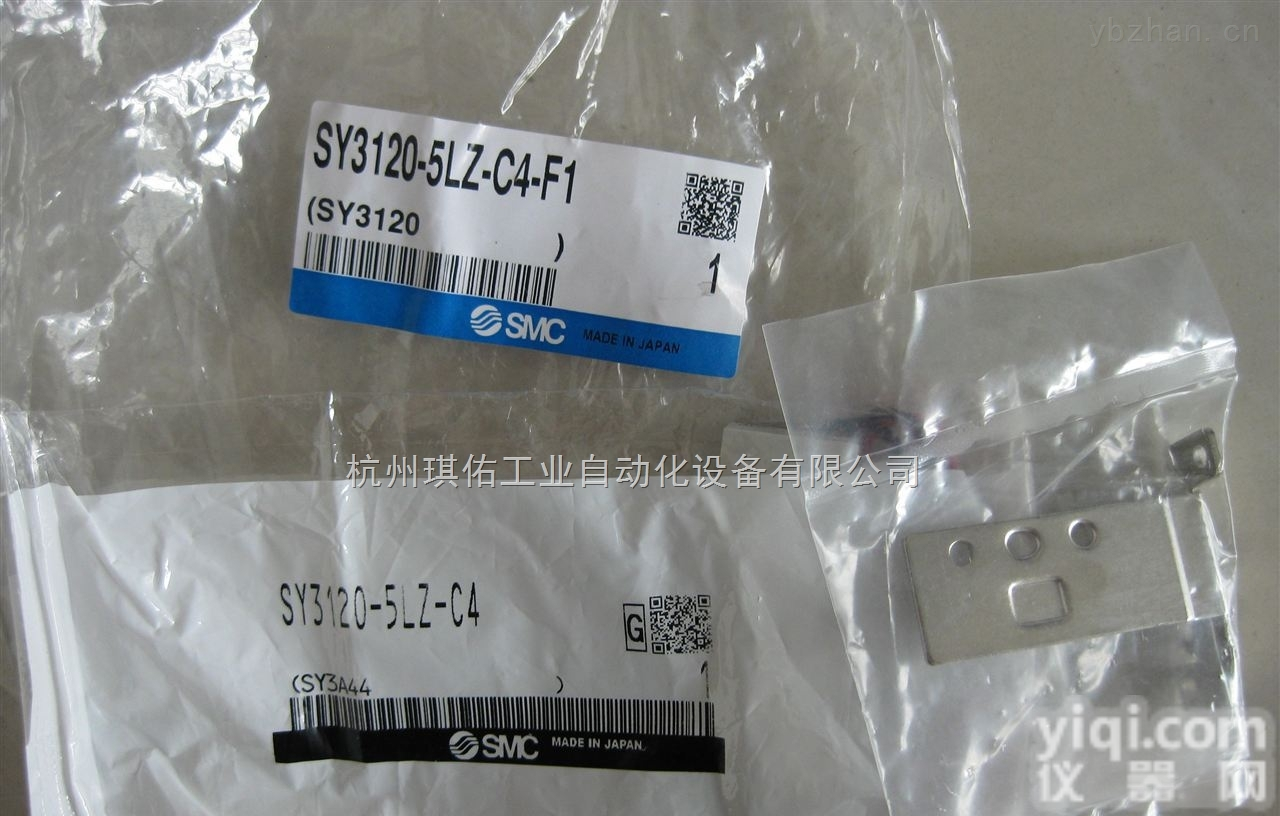 ybzhan.cn
SY3120-5LZ-C4-F1
(SY3120 )
1
SMC MADE IN JAPAN
杭州琪佑工业自动化设备有限公司
SY3120-5LZ-C4
G
(SY3A44 )
1
SMC MADE IN JAPAN
yiqi.com
仪器网